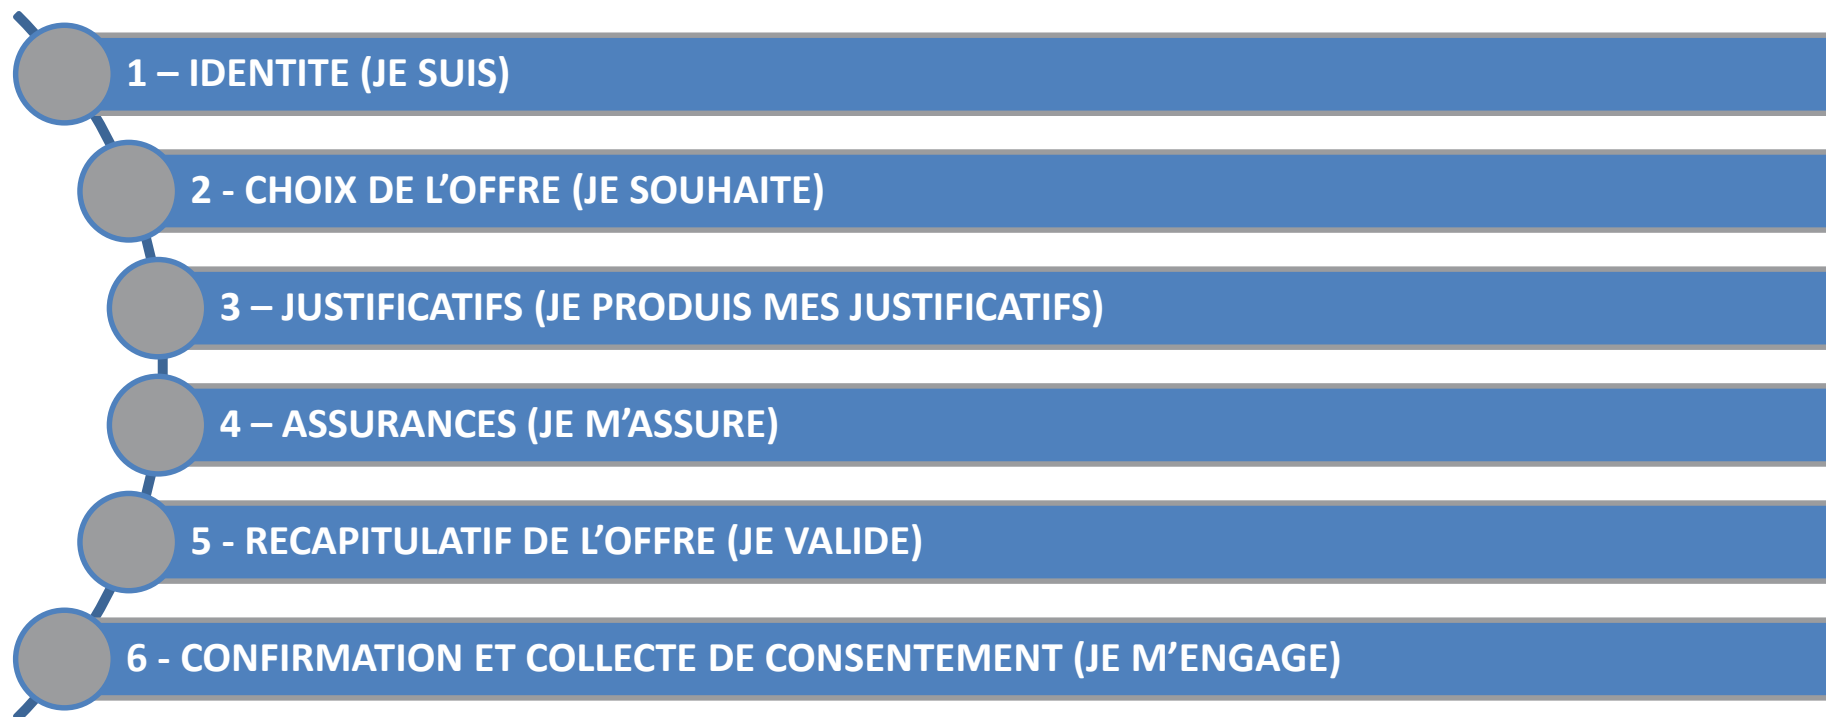 1 – IDENTITE (JE SUIS)
2 - CHOIX DE L’OFFRE (JE SOUHAITE)
3 – JUSTIFICATIFS (JE PRODUIS MES JUSTIFICATIFS)
4 – ASSURANCES (JE M’ASSURE)
5 - RECAPITULATIF DE L’OFFRE (JE VALIDE)
6 - CONFIRMATION ET COLLECTE DE CONSENTEMENT (JE M’ENGAGE)